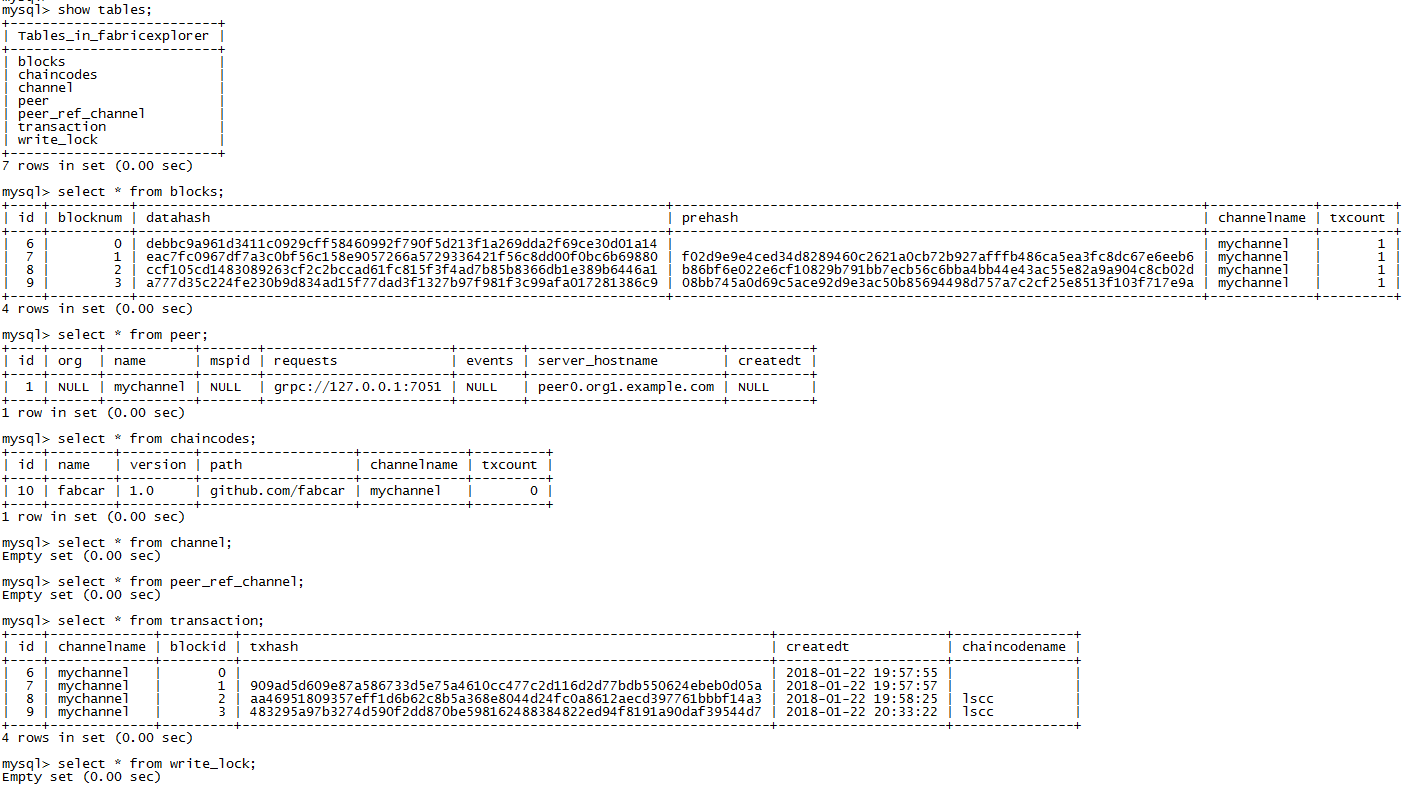 mysql> show tables;
+--------------------------+
| Tables_in_fabricexplorer |
+--------------------------+
| blocks                   |
| chaincodes               |
| channel                  |
| peer                     |
| peer_ref_channel         |
| transaction              |
| write_lock               |
+--------------------------+
7 rows in set (0.00 sec)
mysql> select * from blocks;
+----+----------+------------------------------------------------------------------+------------------------------------------------------------------+-------------+---------+
| id | blocknum | datahash                                                         | prehash                                                          | channelname | txcount |
+----+----------+------------------------------------------------------------------+------------------------------------------------------------------+-------------+---------+
| 6 | 0 | debbc9a961d3411c0929cff58460992f790f5d213f1a269dda2f69ce30d01a14 | | mychannel | 1 |
| 7 | 1 | eac7fc0967df7a3c0bf56c158e9057266a5729336421f56c8dd00f0bc6b69880 | f02d9e9e4ced34d8289460c2621a0cb72b927afffb486ca5ea3fc8dc67e6eeb6 | mychannel | 1 |
| 8 | 2 | ccf105cd1483089263cf2c2bccad61fc815f3f4ad7b85b8366db1e389b6446a1 | b86bf6e022e6cf10829b791bb7ecb56c6bba4bb44e43ac55e82a9a904c8cb02d | mychannel | 1 |
| 9 | 3 | a777d35c224fe230b9d834ad15f77dad3f1327b97f981f3c99afa017281386c9 | 08bb745a0d69c5ace92d9e3ac50b85694498d757a7c2cf25e8513f103f717e9a | mychannel | 1 |
+----+----------+------------------------------------------------------------------+------------------------------------------------------------------+-------------+---------+
4 rows in set (0.00 sec)
mysql> select * from peer;
+----+------+-----------+-------+-----------------------+--------+------------------------+----------+
| id | org  | name      | mspid | requests              | events | server_hostname        | createdt |
+----+------+-----------+-------+-----------------------+--------+------------------------+----------+
| 1 | NULL | mychannel | NULL | grpc://127.0.0.1:7051 | NULL | peer0.org1.example.com | NULL |
+----+------+-----------+-------+-----------------------+--------+------------------------+----------+
1 row in set (0.00 sec)
mysql> select * from chaincodes;
+----+--------+---------+-------------------+-------------+---------+
| id | name   | version | path              | channelname | txcount |
+----+--------+---------+-------------------+-------------+---------+
| 10 | fabcar | 1.0     | github.com/fabcar | mychannel   |       0 |
+----+--------+---------+-------------------+-------------+---------+
1 row in set (0.00 sec)
mysql> select * from channel;
Empty set (0.00 sec)
mysql> select * from peer_ref_channel;
Empty set (0.00 sec)
mysql> select * from transaction;
+----+-------------+---------+------------------------------------------------------------------+---------------------+---------------+
| id | channelname | blockid | txhash                                                           | createdt            | chaincodename |
+----+-------------+---------+------------------------------------------------------------------+---------------------+---------------+
| 6 | mychannel | 0 | | 2018-01-22 19:57:55 | |
| 7 | mychannel | 1 | 909ad5d609e87a586733d5e75a4610cc477c2d116d2d77bdb550624ebeb0d05a | 2018-01-22 19:57:57 | |
| 8 | mychannel | 2 | aa46951809357eff1d6b62c8b5a368e8044d24fc0a8612aecd397761bbbf14a3 | 2018-01-22 19:58:25 | lscc |
| 9 | mychannel | 3 | 483295a97b3274d590f2dd870be598162488384822ed94f8191a90daf39544d7 | 2018-01-22 20:33:22 | lscc |
+----+-------------+---------+------------------------------------------------------------------+---------------------+---------------+
4 rows in set (0.00 sec)
mysql> select * from write_lock;
Empty set (0.00 sec)